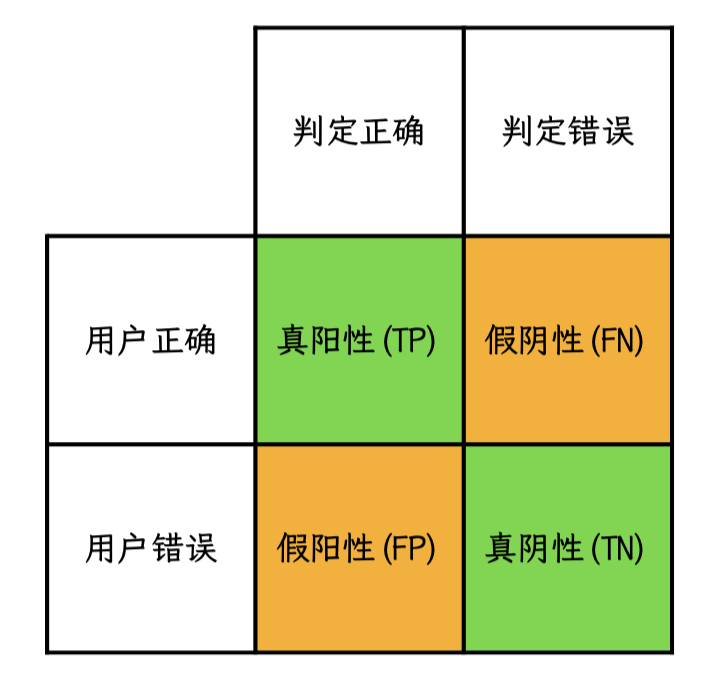 判定正确
判定错误
用户正确
真阳性(TP)
假阴性(FN)
用户错误
假阳性(FP)
真阴性(TN)